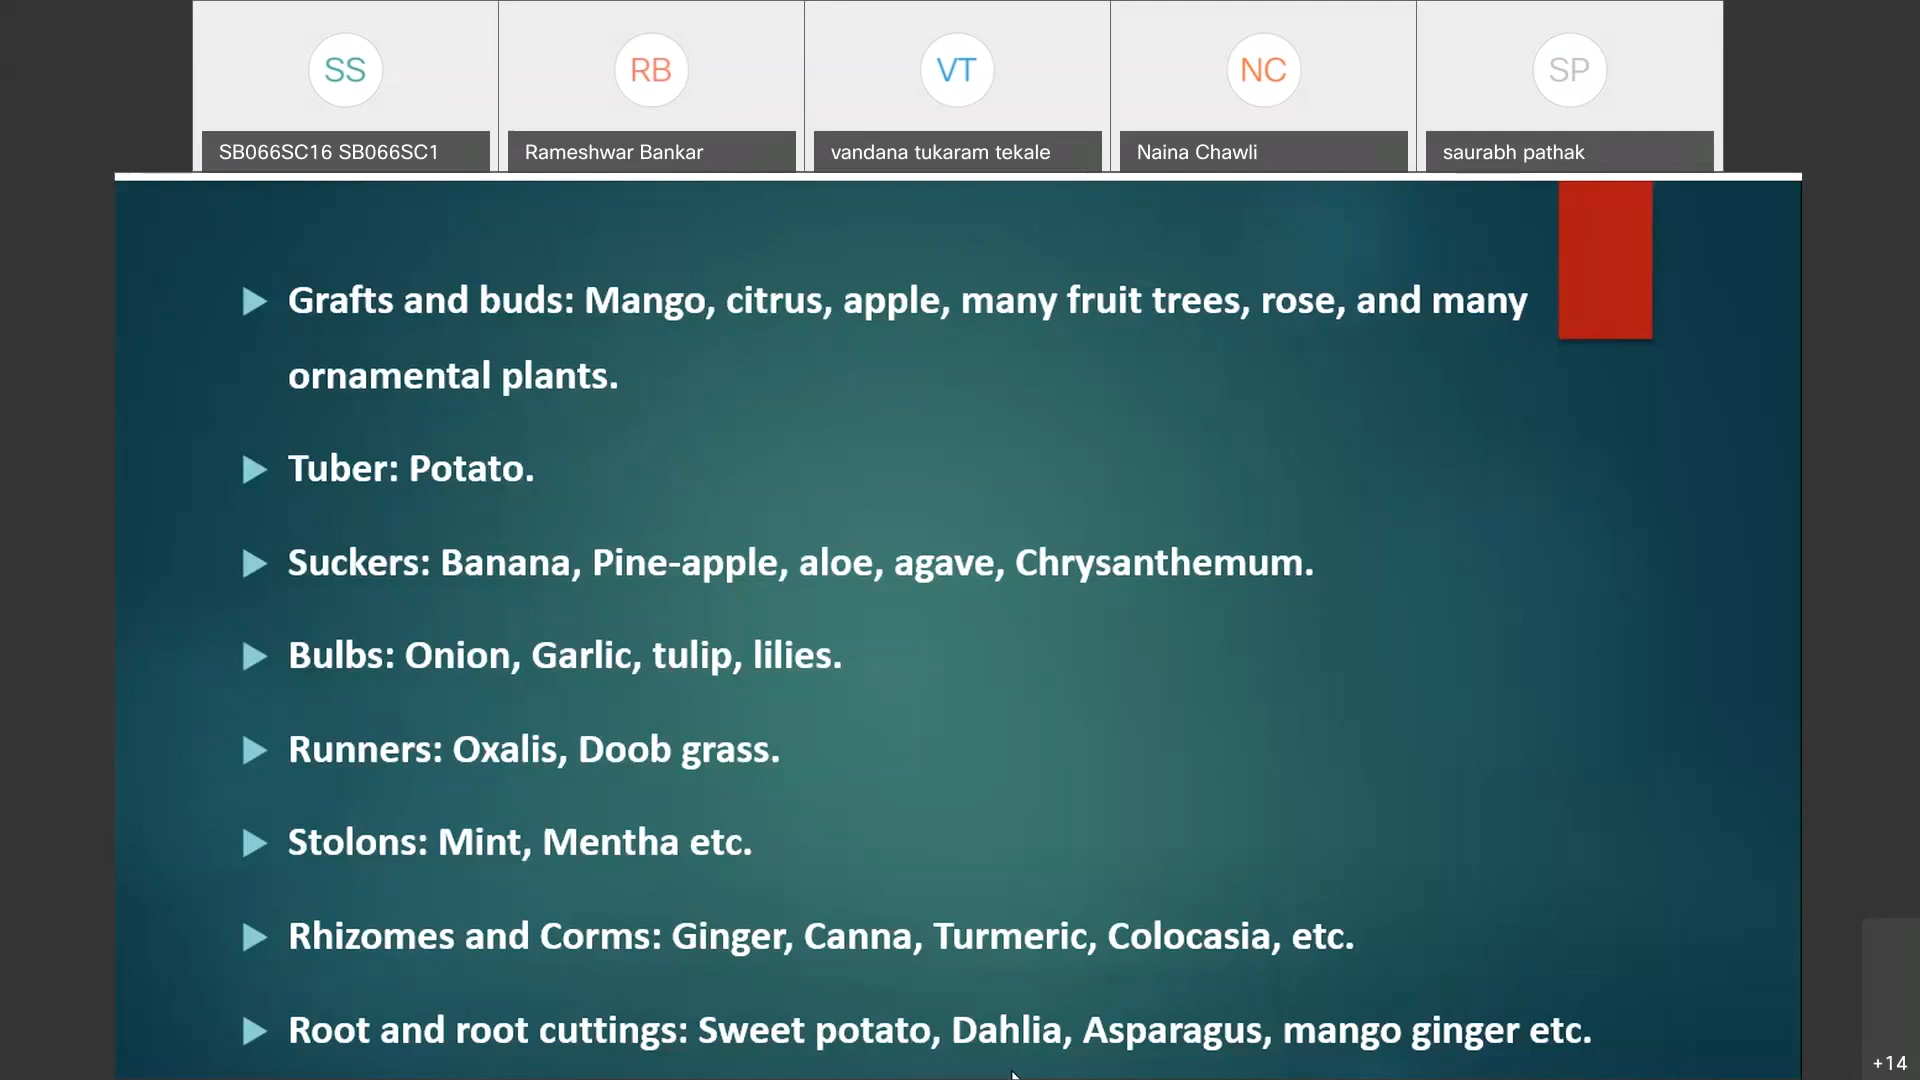 SS
RB
VT
NC
SP
SB066SC16 SB066SC1
Rameshwar Bankar
vandana tukaram tekale
Naina Chawli
saurabh pathak
Grafts and buds: Mango, citrus, apple, many fruit trees, rose, and many
ornamental plants.
Tuber: Potato.
Suckers: Banana, Pine-apple, aloe, agave, Chrysanthemum.
Bulbs: Onion, Garlic, tulip, lilies.
Runners: Oxalis, Doob grass.
Stolons: Mint, Mentha etc.
Rhizomes and Corms: Ginger, Canna, Turmeric, Colocasia, etc.
Root and root cuttings: Sweet potato, Dahlia, Asparagus, mango ginger etc.
+14